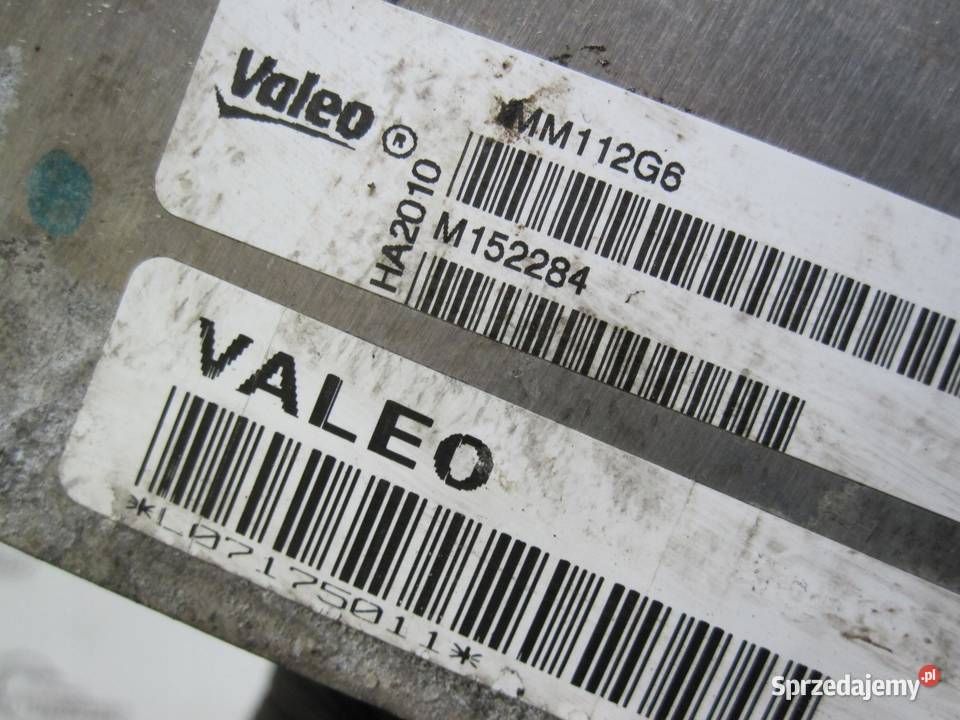 Valeo ®
MM112G6
HA2010
M152284
VALEO
*L07175011*
Sprzedajemy.pl